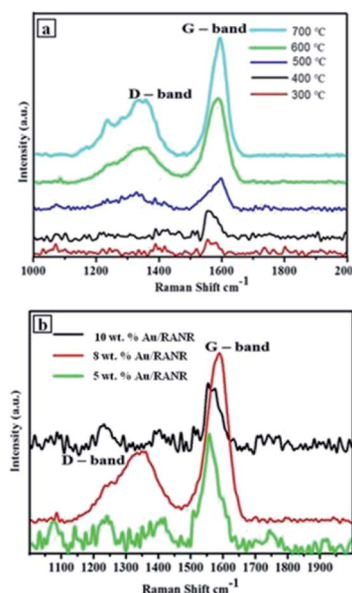 a
G – band
D – band
700 °C
600 °C
500 °C
400 °C
300 °C
Intensity (a.u.)
1000 1200 1400 1600 1800 2000
Raman Shift cm-1
b
10 wt. % Au/RANR
8 wt. % Au/RANR
5 wt. % Au/RANR
G – band
D – band
Intensity (a.u.)
1000 1100 1200 1300 1400 1500 1600 1700 1800 1900
Raman Shift cm-1